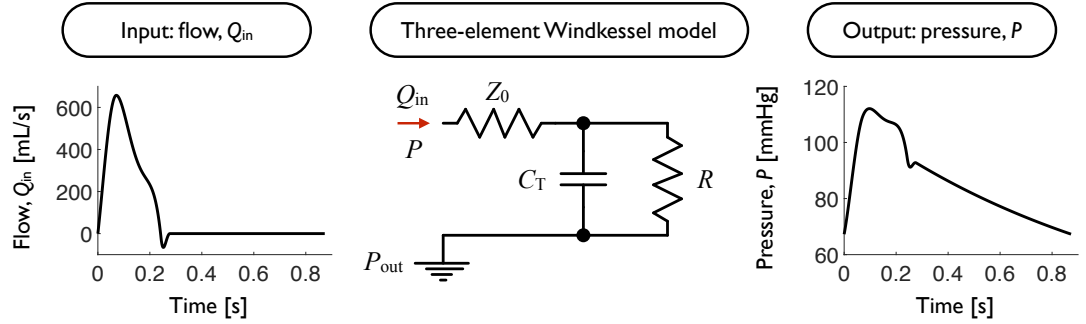 Input: flow, Qin
Three-element Windkessel model
Output: pressure, P
Flow, Qin [mL/s]
600
400
200
0
0
0.2
0.4
0.6
0.8
Time [s]
Qin
P
Z0
CT
R
Pout
Pressure, P [mmHg]
120
100
80
60
0
0.2
0.4
0.6
0.8
Time [s]